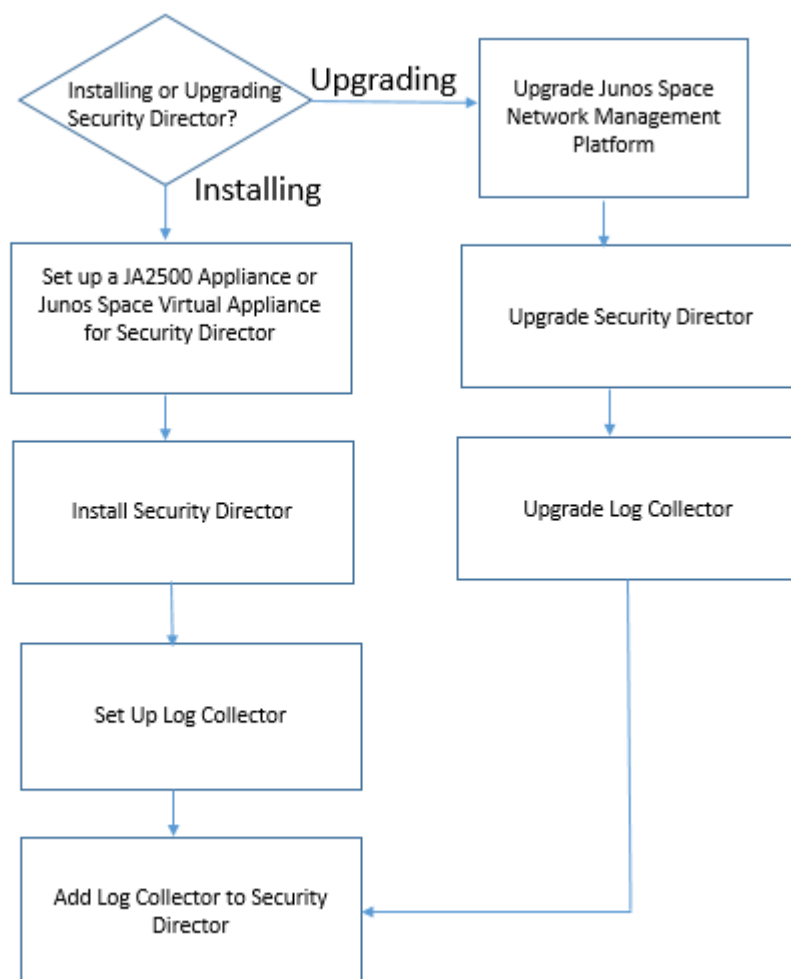 Installing or Upgrading
Security Director?
Upgrading
Upgrade Junos Space
Network Management
Platform
Installing
Set up a JA2500 Appliance or
Junos Space Virtual Appliance
for Security Director
Upgrade Security Director
Install Security Director
Upgrade Log Collector
Set Up Log Collector
Add Log Collector to Security
Director